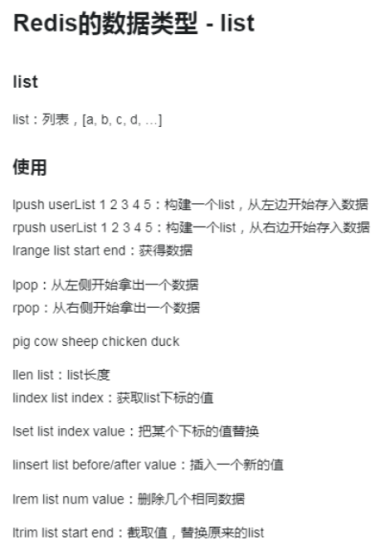 Redis的数据类型 - list
list
list：列表，[a, b, c, d, …]
使用
lpush userList 1 2 3 4 5：构建一个list，从左边开始存入数据
rpush userList 1 2 3 4 5：构建一个list，从右边开始存入数据
lrange list start end：获得数据
lpop：从左侧开始拿出一个数据
rpop：从右侧开始拿出一个数据
pig cow sheep chicken duck
llen list：list长度
lindex list index：获取list下标的值
lset list index value：把某个下标的值替换
linsert list before/after value：插入一个新的值
lrem list num value：删除几个相同数据
ltrim list start end：截取值，替换原来的list